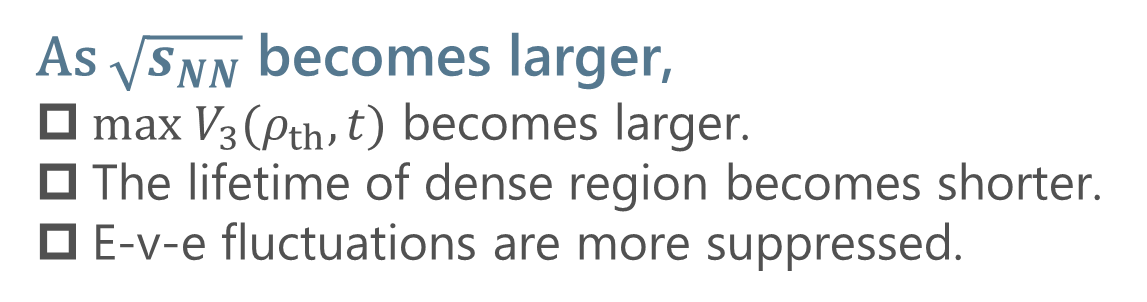 As √s_NN becomes larger,
□ max V₃(ρ_th, t) becomes larger.
□ The lifetime of dense region becomes shorter.
□ E-v-e fluctuations are more suppressed.